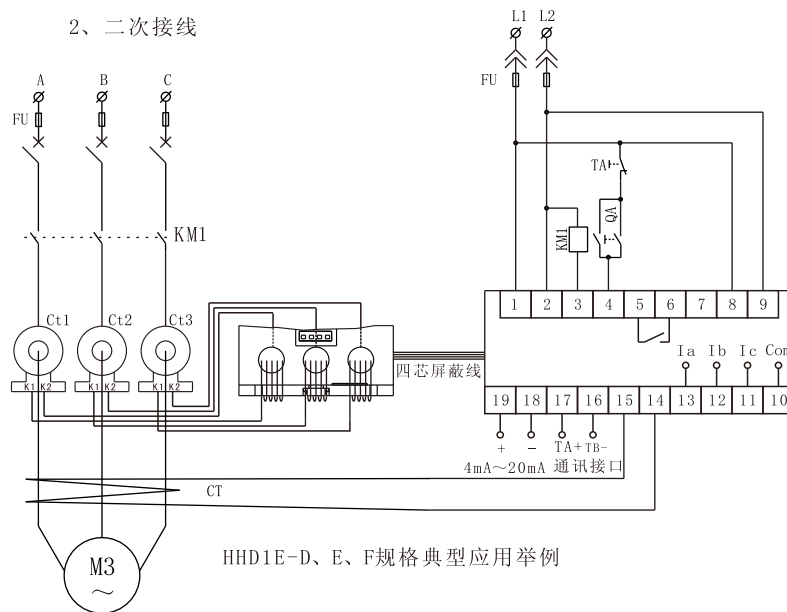 2、二次接线
L1 L2
A B C
FU
FU
TA
QA
KM1
KM1
Ct1 Ct2 Ct3
K1 K2 K1 K2 K1 K2
1 2 3 4 5 6 7 8 9
四芯屏蔽线
Ia Ib Ic Com
19 18 17 16 15 14 13 12 11 10
+ - TA+ TB-
4mA～20mA 通讯接口
CT
M3
～
HHD1E-D、E、F规格典型应用举例